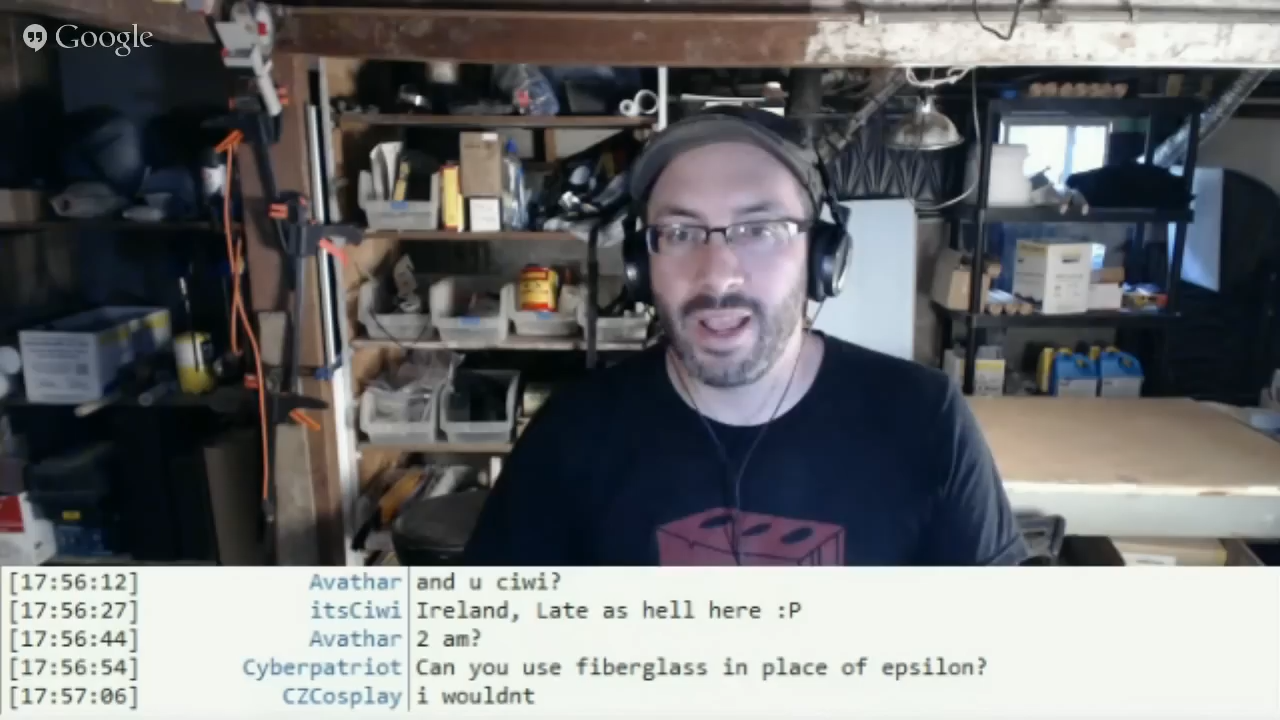 Google
[17:56:12] Avathar and u ciwi?
[17:56:27] itsCiwi Ireland, Late as hell here :P
[17:56:44] Avathar 2 am?
[17:56:54] Cyberpatriot Can you use fiberglass in place of epsilon?
[17:57:06] CZCosplay i wouldnt